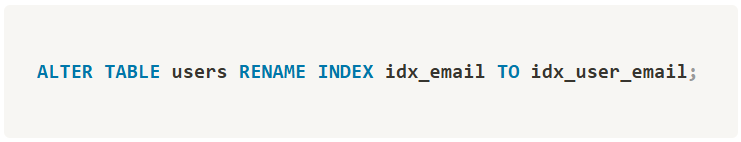 ALTER TABLE users RENAME INDEX idx_email TO idx_user_email;